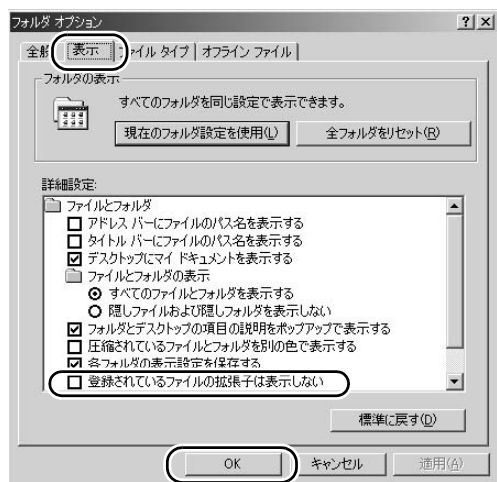 フォルダ オプション
全般 表示 ファイル タイプ オフライン ファイル
フォルダの表示
すべてのフォルダを同じ設定で表示できます。
現在のフォルダ設定を使用(L) 全フォルダをリセット(R)
詳細設定:
ファイルとフォルダ
アドレス バーにファイルのパス名を表示する
タイトル バーにファイルのパス名を表示する
デスクトップにマイ ドキュメントを表示する
ファイルとフォルダの表示
すべてのファイルとフォルダを表示する
隠しファイルおよび隠しフォルダを表示しない
フォルダとデスクトップの項目の説明をポップアップで表示する
圧縮されているファイルとフォルダを別の色で表示する
各フォルダの表示設定を保存する
登録されているファイルの拡張子は表示しない
標準に戻す(D)
OK キャンセル 適用(A)